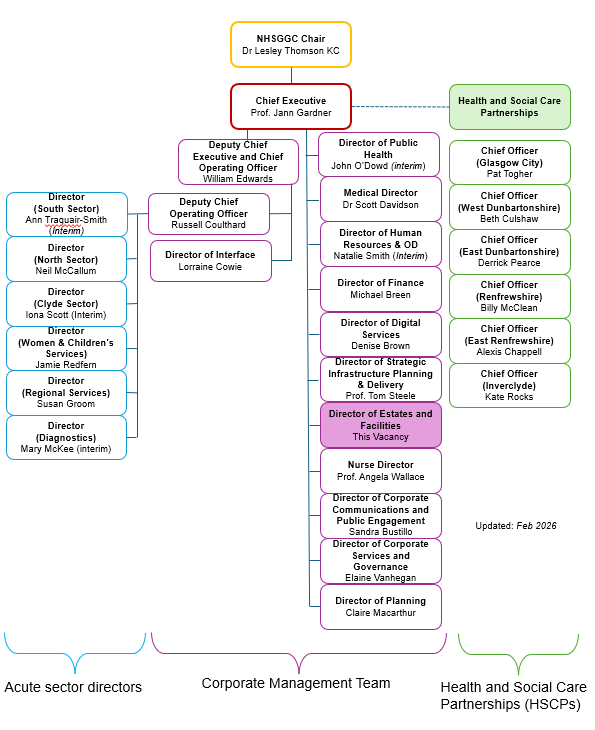 NHSGGC Chair
Dr Lesley Thomson KC
Chief Executive
Prof. Jann Gardner
Health and Social Care
Partnerships
Deputy Chief
Executive and Chief
Operating Officer
William Edwards
Deputy Chief
Operating Officer
Russell Coulthard
Director of Interface
Lorraine Cowie
Director
(South Sector)
Ann Traquair-Smith
(Interim)
Director
(North Sector)
Neil McCallum
Director
(Clyde Sector)
Iona Scott (Interim)
Director
(Women & Children's
Services)
Jamie Redfern
Director
(Regional Services)
Susan Groom
Director
(Diagnostics)
Mary McKee (interim)
Director of Public
Health
John O'Dowd (interim)
Medical Director
Dr Scott Davidson
Director of Human
Resources & OD
Natalie Smith (Interim)
Director of Finance
Michael Breen
Director of Digital
Services
Denise Brown
Director of Strategic
Infrastructure Planning
& Delivery
Prof. Tom Steele
Director of Estates and
Facilities
This Vacancy
Nurse Director
Prof. Angela Wallace
Director of Corporate
Communications and
Public Engagement
Sandra Bustillo
Director of Corporate
Services and
Governance
Elaine Vanhegan
Director of Planning
Claire Macarthur
Chief Officer
(Glasgow City)
Pat Togher
Chief Officer
(West Dunbartonshire)
Beth Culshaw
Chief Officer
(East Dunbartonshire)
Derrick Pearce
Chief Officer
(Renfrewshire)
Billy McClean
Chief Officer
(East Renfrewshire)
Alexis Chappell
Chief Officer
(Inverclyde)
Kate Rocks
Updated: Feb 2026
Acute sector directors
Corporate Management Team
Health and Social Care
Partnerships (HSCPs)